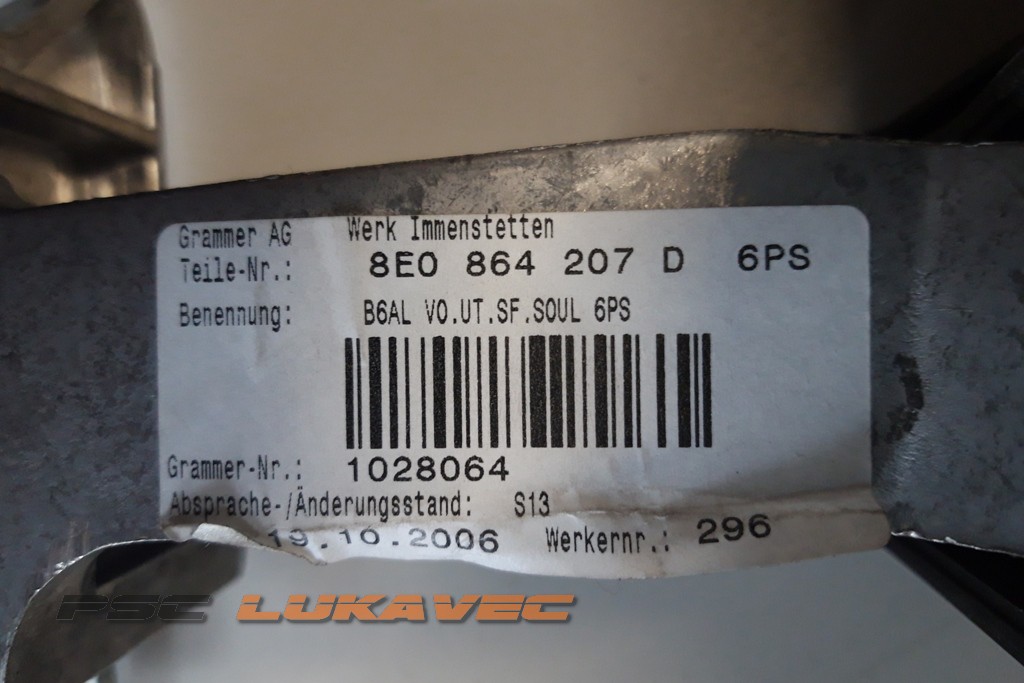 Grammer AG Werk Immenstetten
Teile-Nr.: 8E0 864 207 D 6PS
Benennung: B6AL VO.UT.SF.SOUL 6PS
Grammer-Nr.: 1028064
Absprache-/Änderungsstand: S13
19.10.2006 Werkernr.: 296
PSC LUKAVEC